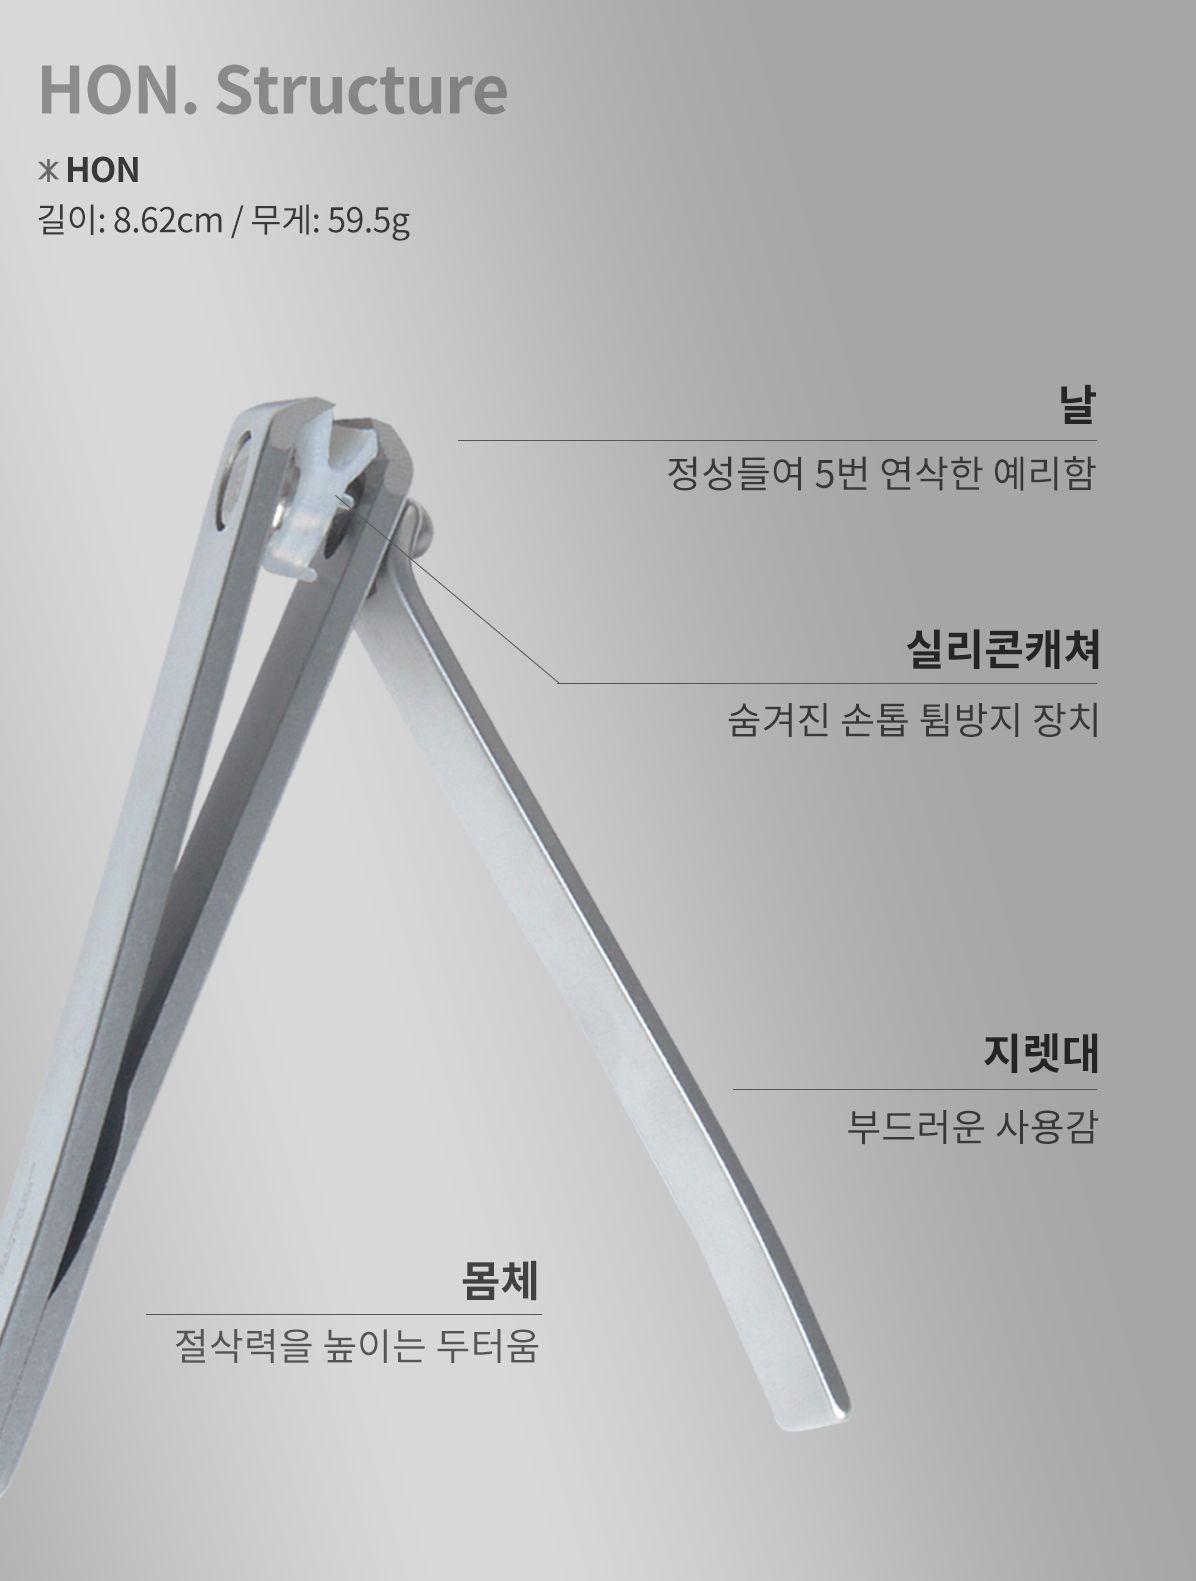 HON. Structure
HON
길이: 8.62cm / 무게: 59.5g
날
정성들여 5번 연삭한 예리함
실리콘캐쳐
숨겨진 손톱 튐방지 장치
지렛대
부드러운 사용감
몸체
절삭력을 높이는 두터움